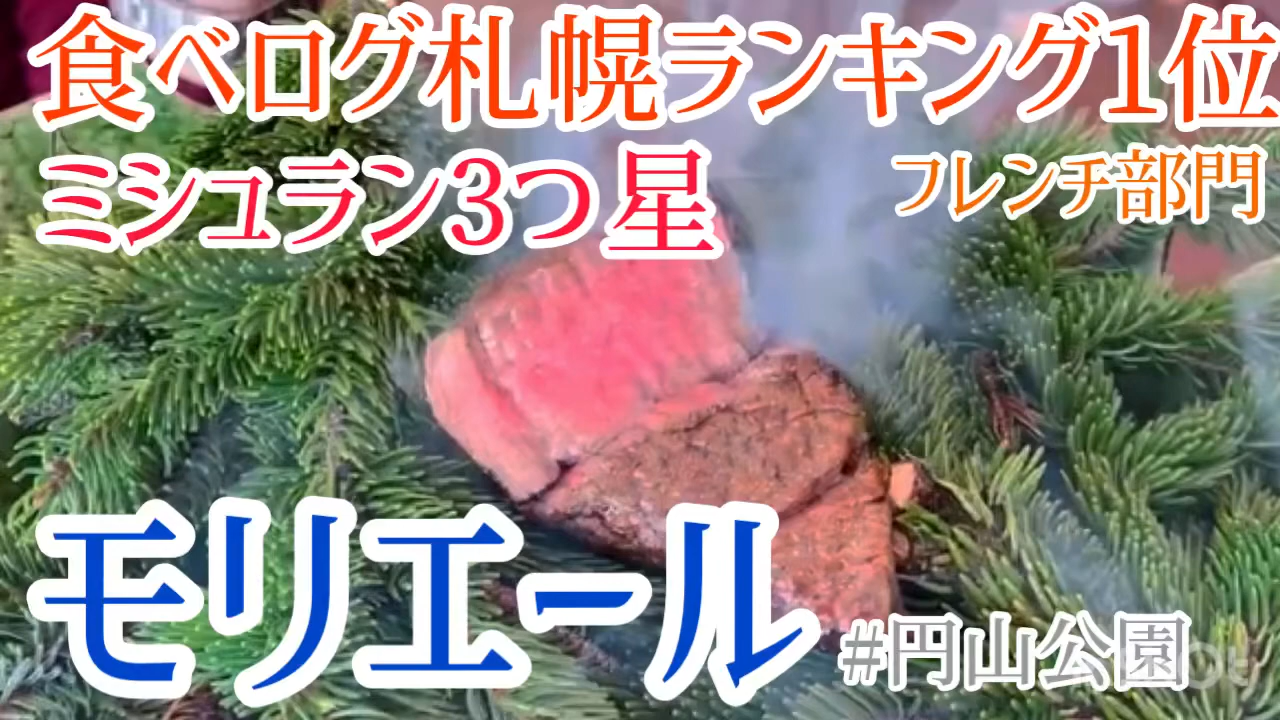 食べログ札幌ランキング1位
ミシュラン3つ星
フレンチ部門
モリエール
#円山公園